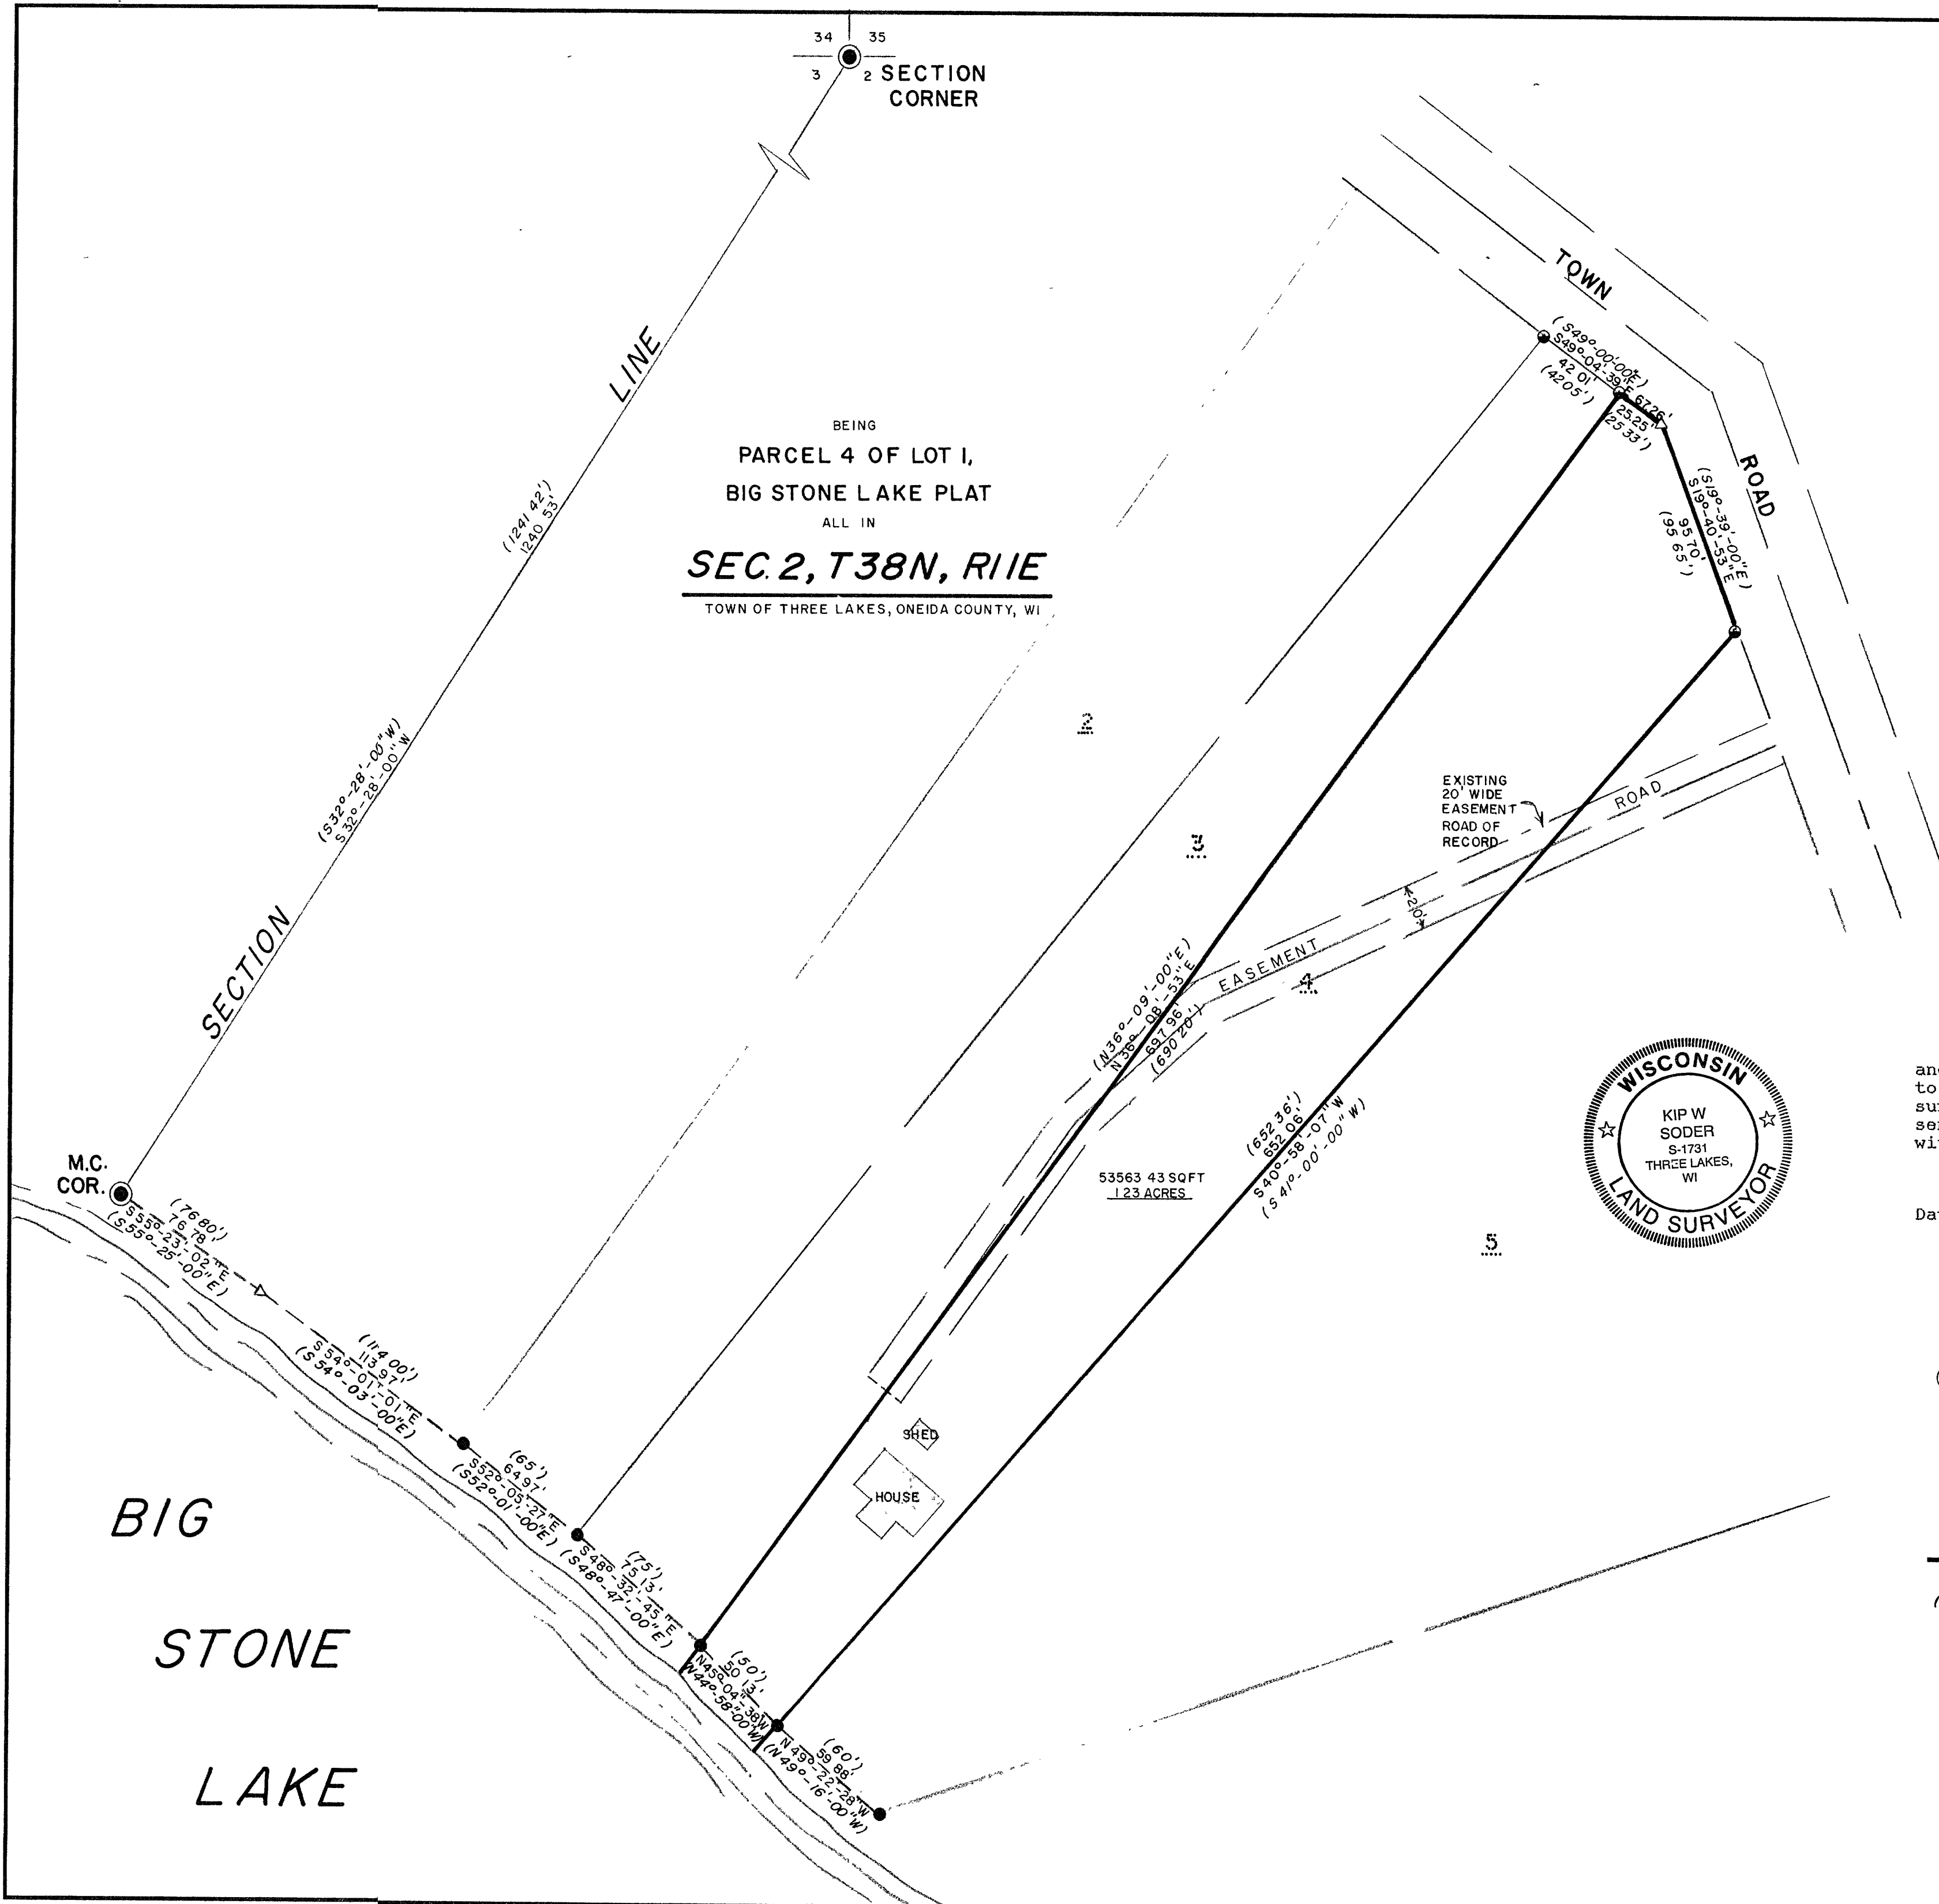 34 35
3 2
SECTION
CORNER
TOWN
ROAD
LINE
SECTION
(1241 42')
1240 53'
(S32°-28'-00"W)
S32°-28'-00"W
BEING
PARCEL 4 OF LOT 1,
BIG STONE LAKE PLAT
ALL IN
SEC. 2, T38N, R11E
TOWN OF THREE LAKES, ONEIDA COUNTY, WI
(S49°-00'-00"E)
S49°-04'-39"E
42 01'
(42 05')
67.26'
25.25'
(25 33')
(S19°-39'-00"E)
S19°-40'-53"E
95 70'
(95 65')
2
3
EXISTING
20' WIDE
EASEMENT
ROAD OF
RECORD
ROAD
20'
EASEMENT
4
(N36°-09'-00"E)
N36°-08'-53"E
697 96'
(690 20')
(652 36')
652 06'
S40°-58'-07"W
(S41°-00'-00"W)
53563 43 SQFT
1 23 ACRES
5
WISCONSIN
KIP W
SODER
S-1731
THREE LAKES,
WI
LAND SURVEYOR
to
Da
M.C.
COR.
(76 80')
76 78'
S55°-23'-02"E
(S55°-25'-00"E)
(114 00')
113 97'
S54°-01'-01"E
(S54°-03'-00"E)
(65')
64 97'
S52°-05'-27"E
(S52°-01'-00"E)
(75')
75 13'
S48°-32'-45"E
(S48°-47'-00"E)
SHED
HOUSE
(50')
50 13'
N45°-04'-38"W
(N44°-58'-00"W)
(60')
59 88'
N49°-22'-28"W
(N49°-16'-00"W)
BIG
STONE
LAKE